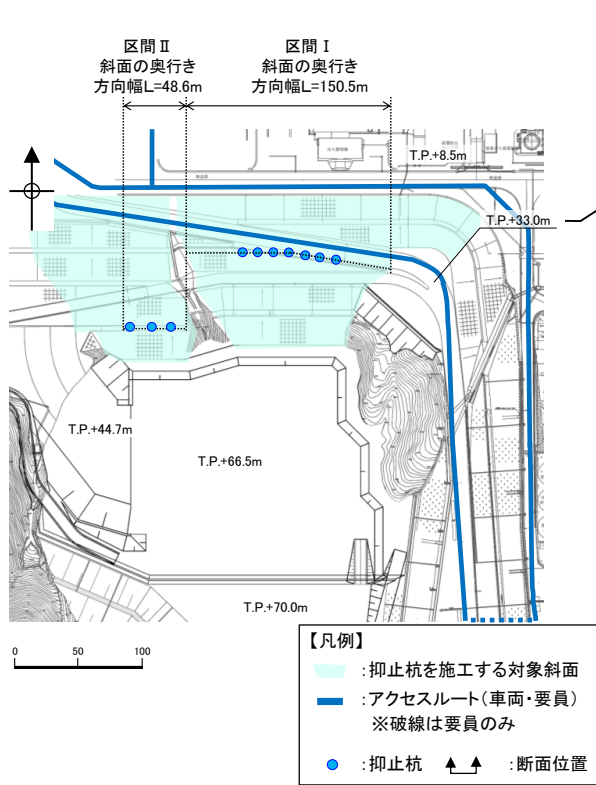 区間Ⅱ
斜面の奥行き
方向幅L=48.6m
区間Ⅰ
斜面の奥行き
方向幅L=150.5m
T.P.+8.5m
T.P.+33.0m
T.P.+44.7m
T.P.+66.5m
T.P.+70.0m
0 50 100
【凡例】
:抑止杭を施工する対象斜面
:アクセスルート(車両・要員)
※破線は要員のみ
:抑止杭 :断面位置